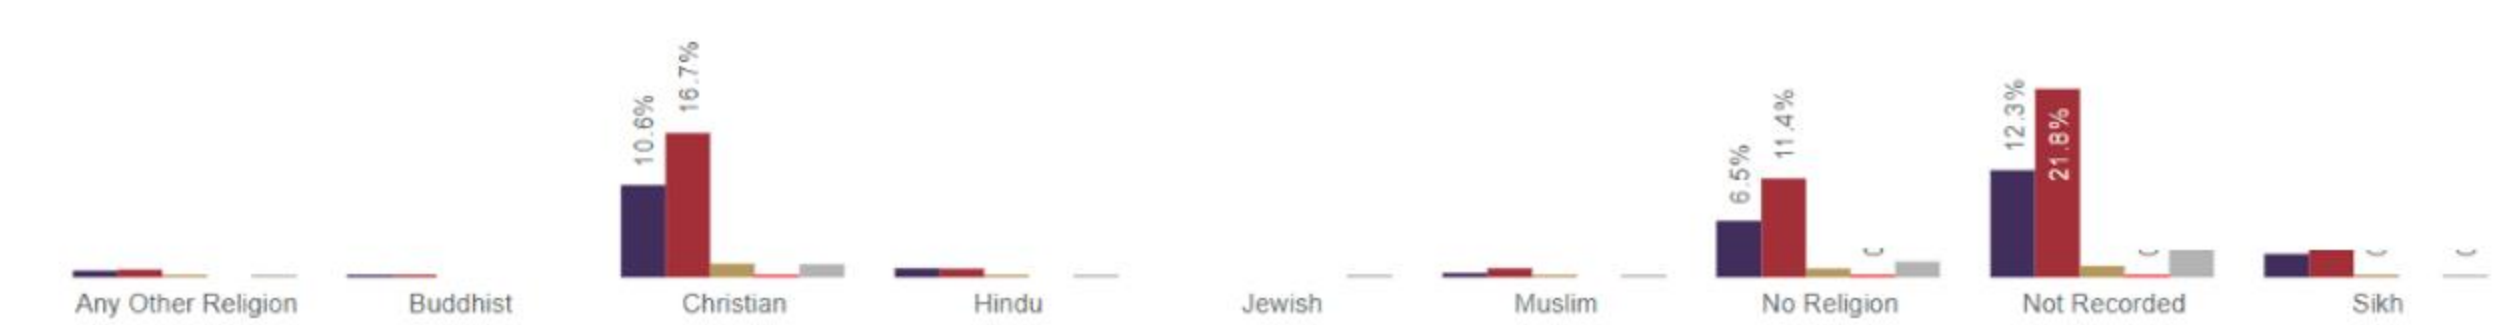 10.6%
16.7%
6.5%
11.4%
12.3%
21.8%
Any Other Religion
Buddhist
Christian
Hindu
Jewish
Muslim
No Religion
Not Recorded
Sikh